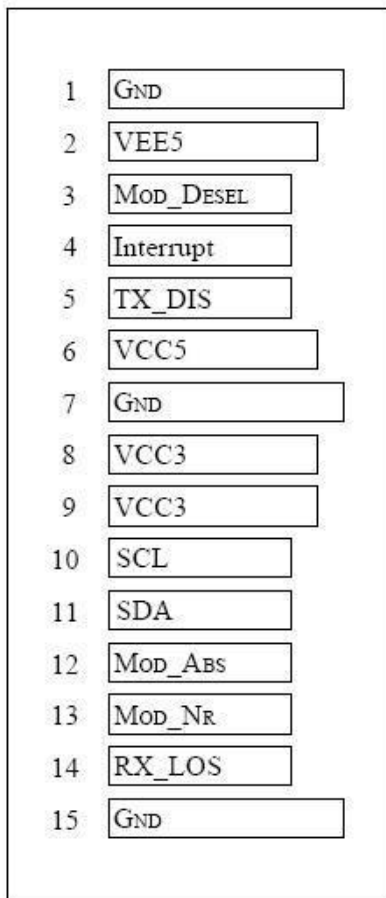 1 GND
2 VEE5
3 MOD_DESEL
4 Interrupt
5 TX_DIS
6 VCC5
7 GND
8 VCC3
9 VCC3
10 SCL
11 SDA
12 MOD_ABS
13 MOD_NR
14 RX_LOS
15 GND